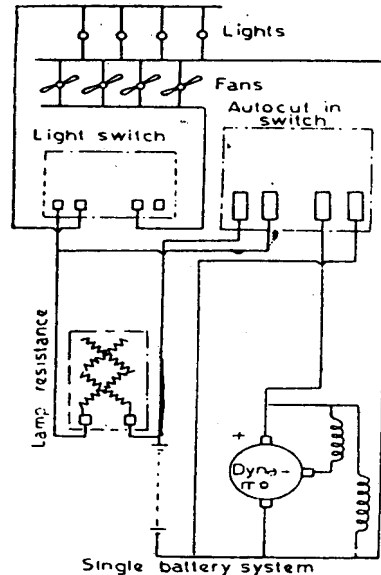 Lights
Fans
Autocut in
switch
Light switch
Lamp resistance
+
Dyna-
mo
Single battery system